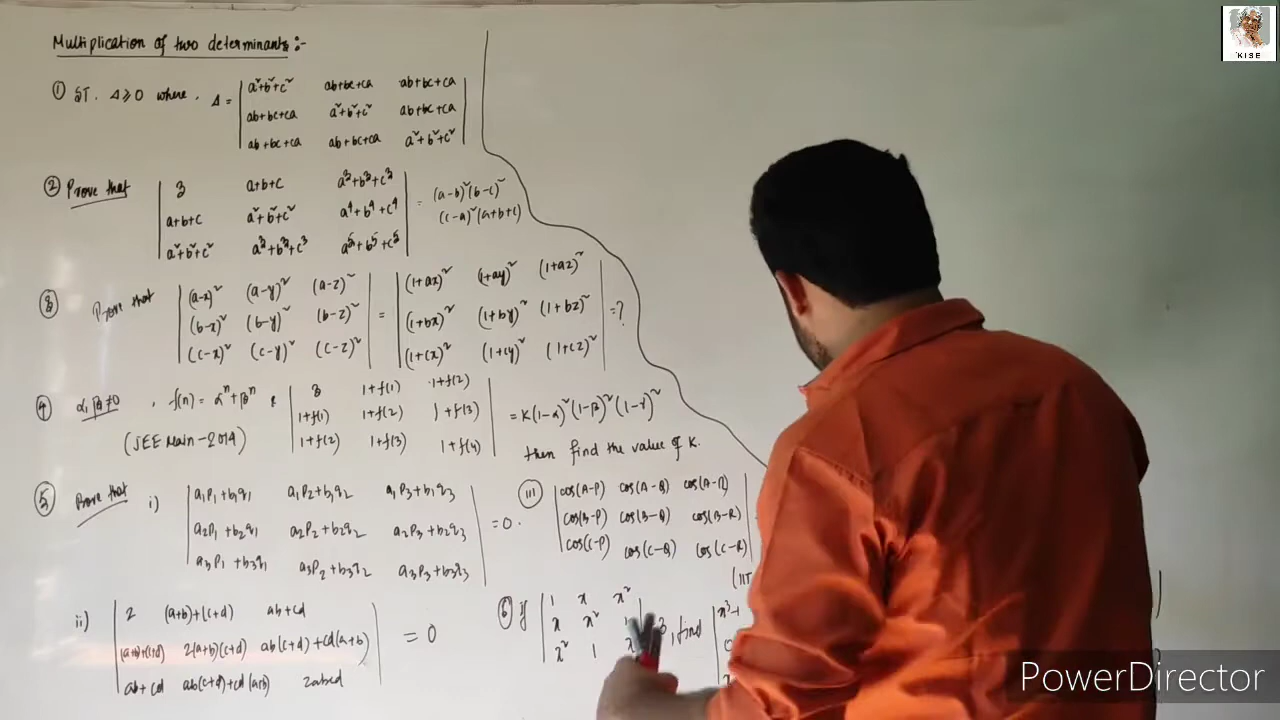 Multiplication of two determinants :-
① ST. Δ ≥ 0 where, Δ = | a²+b²+c² ab+bc+ca ab+bc+ca |
| ab+bc+ca a²+b²+c² ab+bc+ca |
| ab+bc+ca ab+bc+ca a²+b²+c² |
② Prove that | 3 a+b+c a³+b³+c³ |
| a+b+c a²+b²+c² a⁴+b⁴+c⁴ | = (a-b)²(b-c)²
(c-a)²(a+b+c)
| a²+b²+c² a³+b³+c³ a⁵+b⁵+c⁵ |
③ Prove that | (a-x)² (a-y)² (a-z)² | = | (1+ax)² (1+ay)² (1+az)² |
| (b-x)² (b-y)² (b-z)² | | (1+bx)² (1+by)² (1+bz)² | = ?
| (c-x)² (c-y)² (c-z)² | | (1+cx)² (1+cy)² (1+cz)² |
④ α, β ≠ 0 , f(n) = αⁿ+βⁿ & | 3 1+f(1) 1+f(2) |
| 1+f(1) 1+f(2) 1+f(3) | = K(1-α)²(1-β)²(1-γ)²
(JEE Main-2014) | 1+f(2) 1+f(3) 1+f(4) |
then find the value of K.
⑤ Prove that i) | a₁p₁+b₁q₁ a₁p₂+b₁q₂ a₁p₃+b₁q₃ |
| a₂p₁+b₂q₁ a₂p₂+b₂q₂ a₂p₃+b₂q₃ | = 0.
| a₃p₁+b₃q₁ a₃p₂+b₃q₂ a₃p₃+b₃q₃ |
iii) | cos(A-P) cos(A-Q) cos(A-R) |
| cos(B-P) cos(B-Q) cos(B-R) |
| cos(C-P) cos(C-Q) cos(C-R) |
(IIT
ii) | 2 (a+b)+(c+d) ab+cd |
| (a+b)+(c+d) 2(a+b)(c+d) ab(c+d)+cd(a+b) | = 0
| ab+cd ab(c+d)+cd(a+b) 2abcd |
⑥ If | 1 x x² |
| x x² 1 | 3, find | x³-1
| x² 1 x |
KISE
PowerDirector